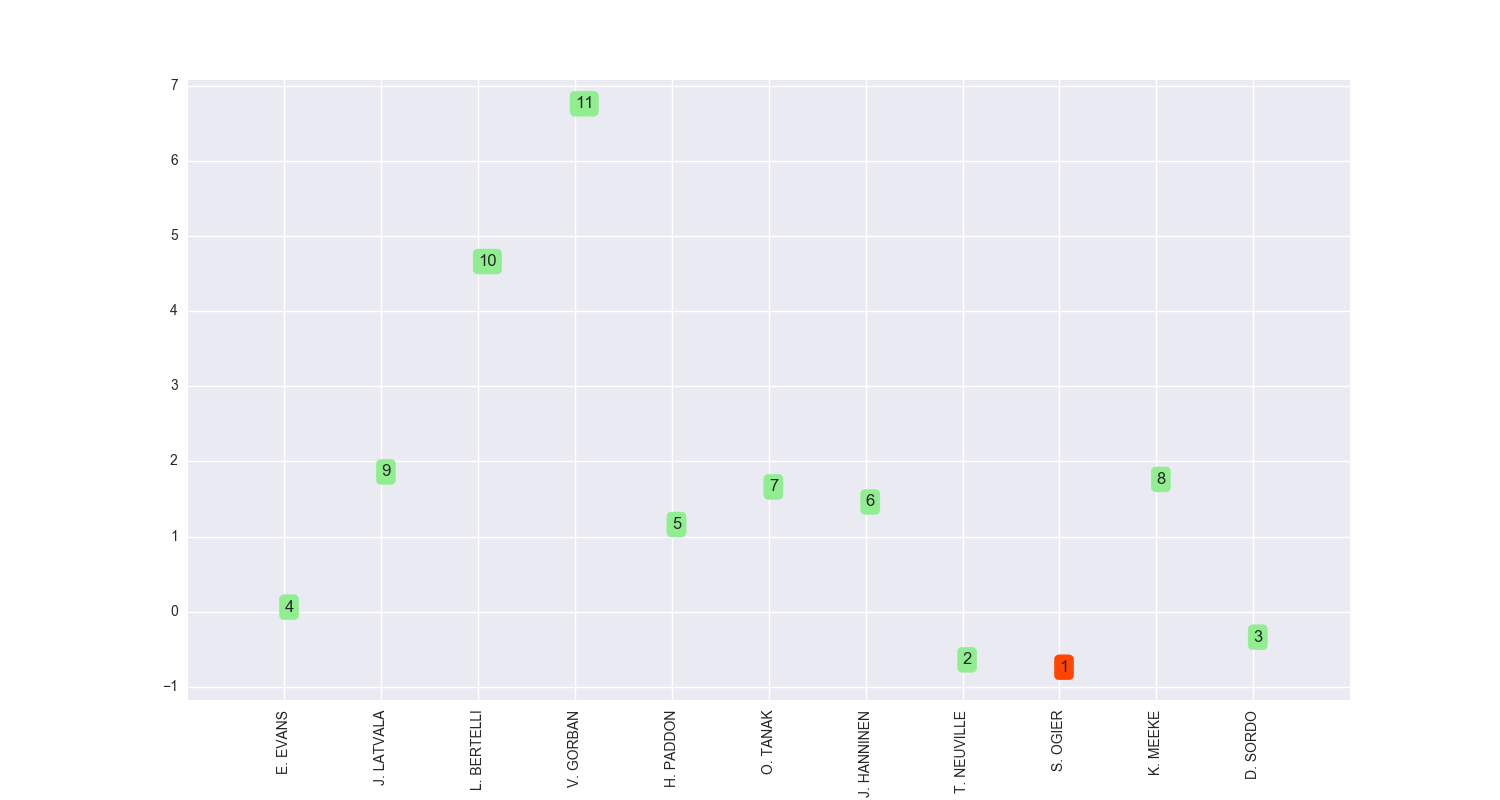 7
11
6
5
10
4
3
2
9
8
7
6
5
1
4
0
3
2
1
−1
E. EVANS
J. LATVALA
L. BERTELLI
V. GORBAN
H. PADDON
O. TANAK
J. HANNINEN
T. NEUVILLE
S. OGIER
K. MEEKE
D. SORDO